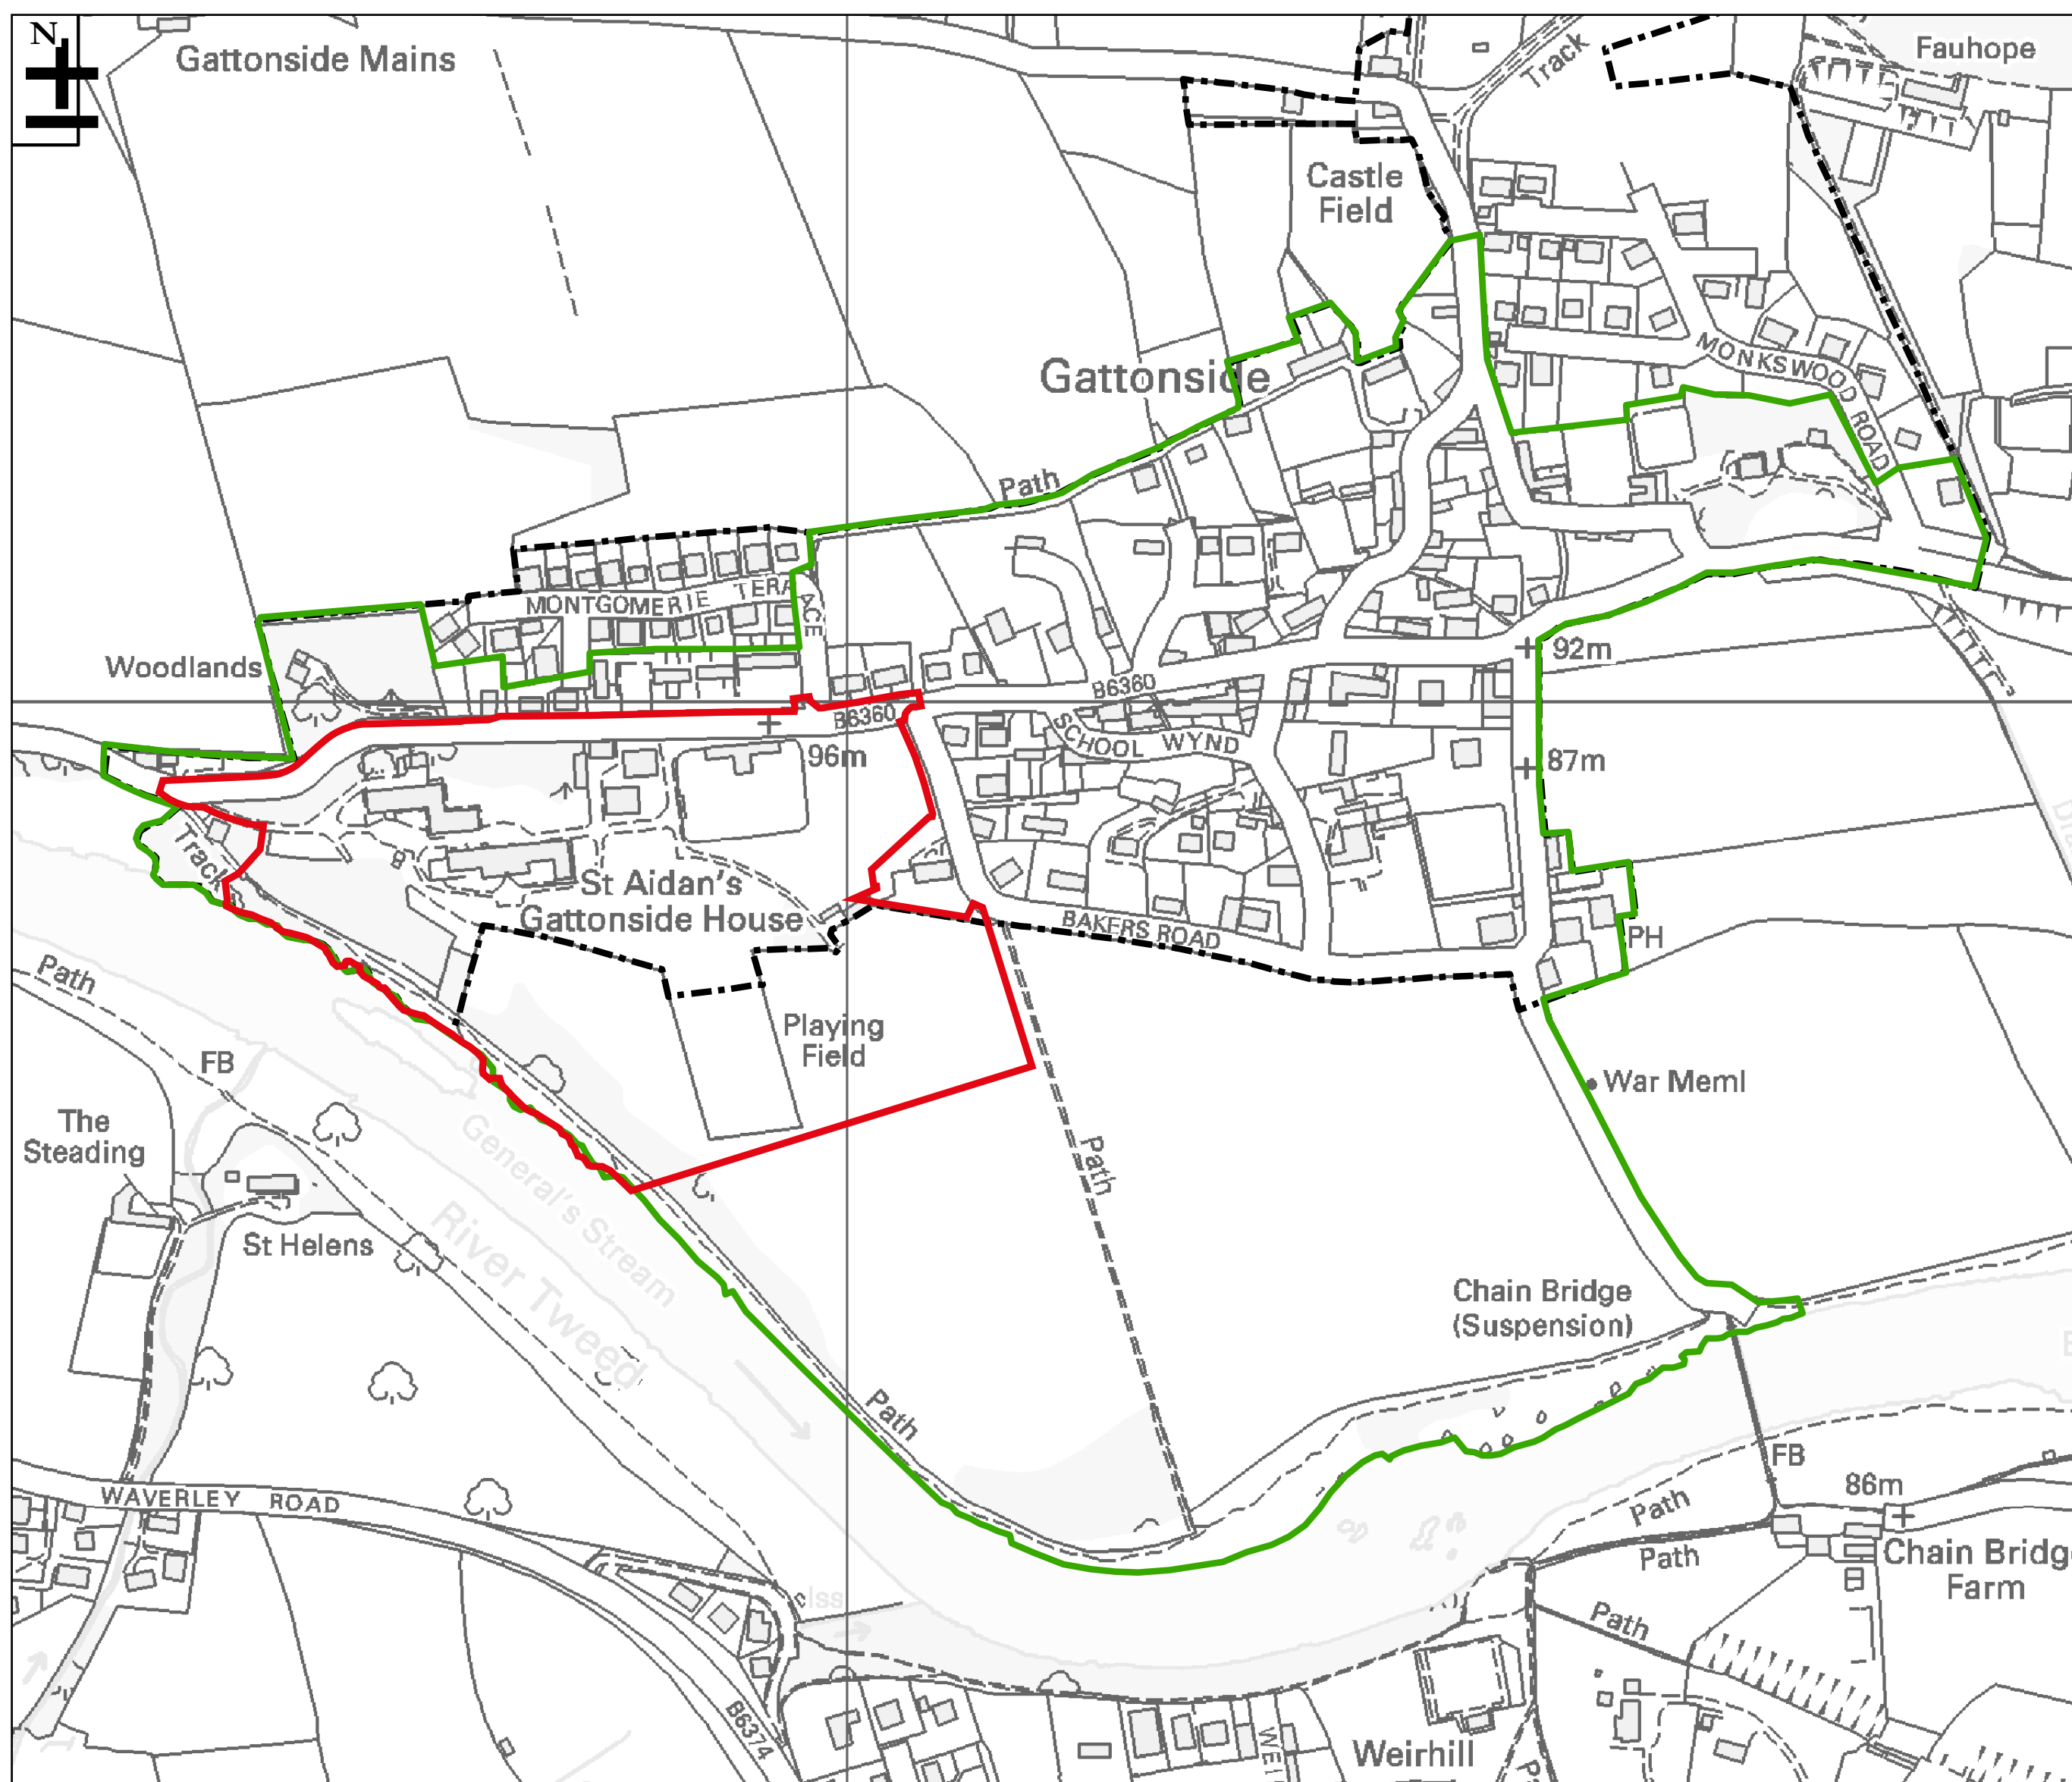 N
Gattonside Mains
Track
Fauhope
Castle
Field
MONKSWOOD ROAD
Gattonside
Path
MONTGOMERIE TERRACE
Woodlands
92m
B6360
B6360
SCHOOL WYND
96m
87m
Track
St Aidan's
Gattonside House
BAKERS ROAD
PH
Path
Playing
Field
FB
War Meml
The
Steading
General's Stream
Path
River Tweed
St Helens
Chain Bridge
(Suspension)
Path
FB
86m
WAVERLEY ROAD
Path
Path
Chain Bridg
Farm
Path
B6374
Weirhill
WEI